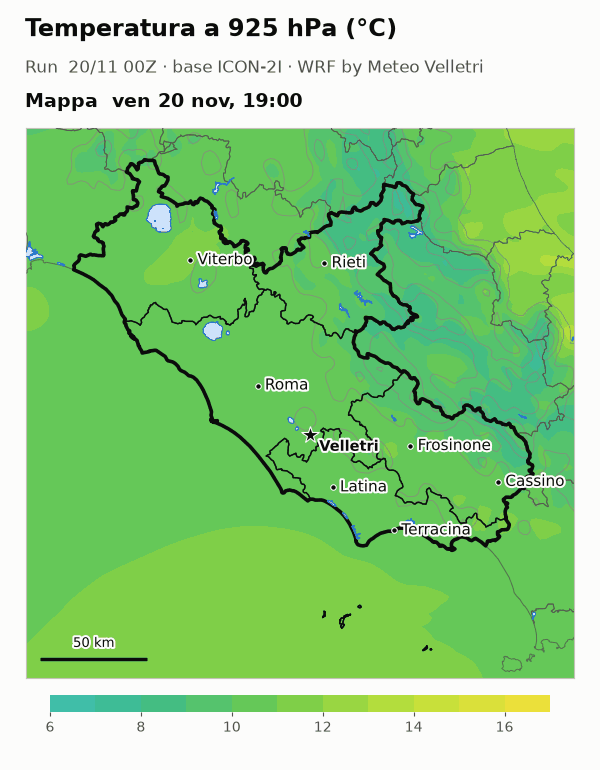 Temperatura a 925 hPa (°C)
Run  20/11 00Z · base ICON-2I · WRF by Meteo Velletri
Mappa  ven 20 nov, 19:00
Viterbo
Rieti
Roma
Velletri
Frosinone
Cassino
Latina
Terracina
50 km
6 8 10 12 14 16